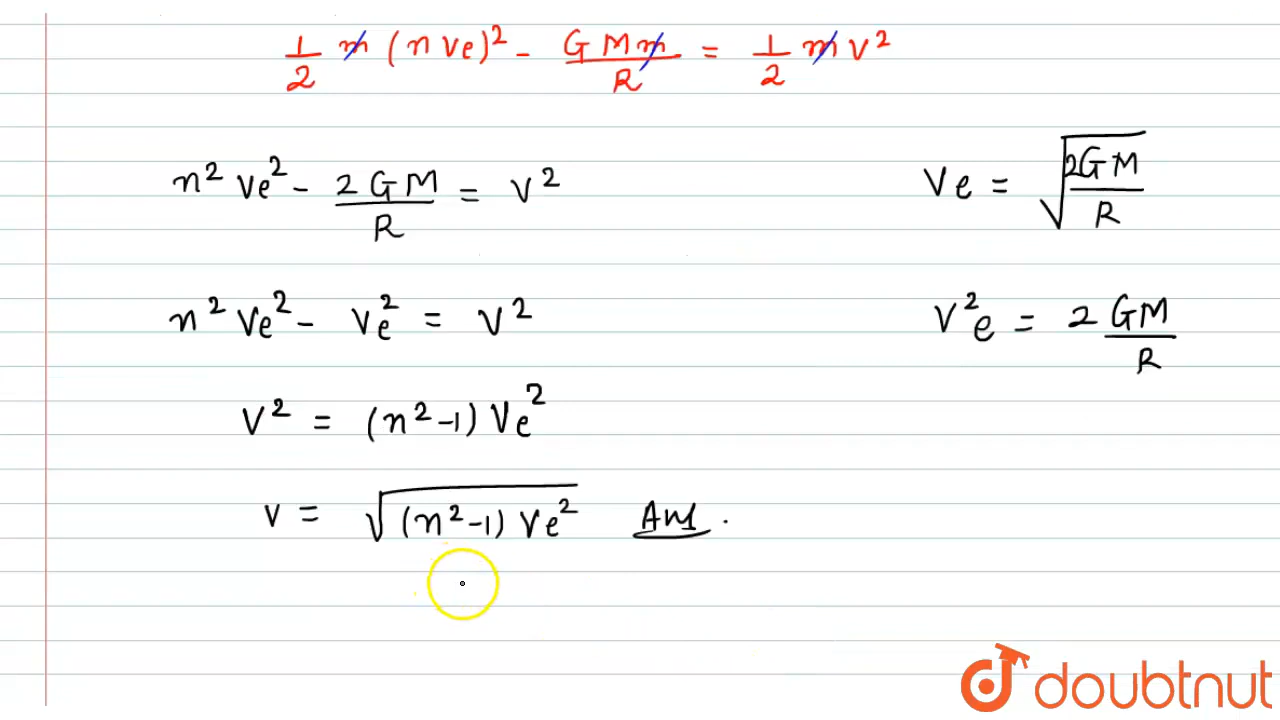 1/2 m (n Ve)² - GMm/R = 1/2 m V²
n² Ve² - 2GM/R = V²
Ve = √(2GM/R)
n² Ve² - Ve² = V²
V²e = 2GM/R
V² = (n²-1) Ve²
V = √((n²-1) Ve²) Ans.
doubtnut